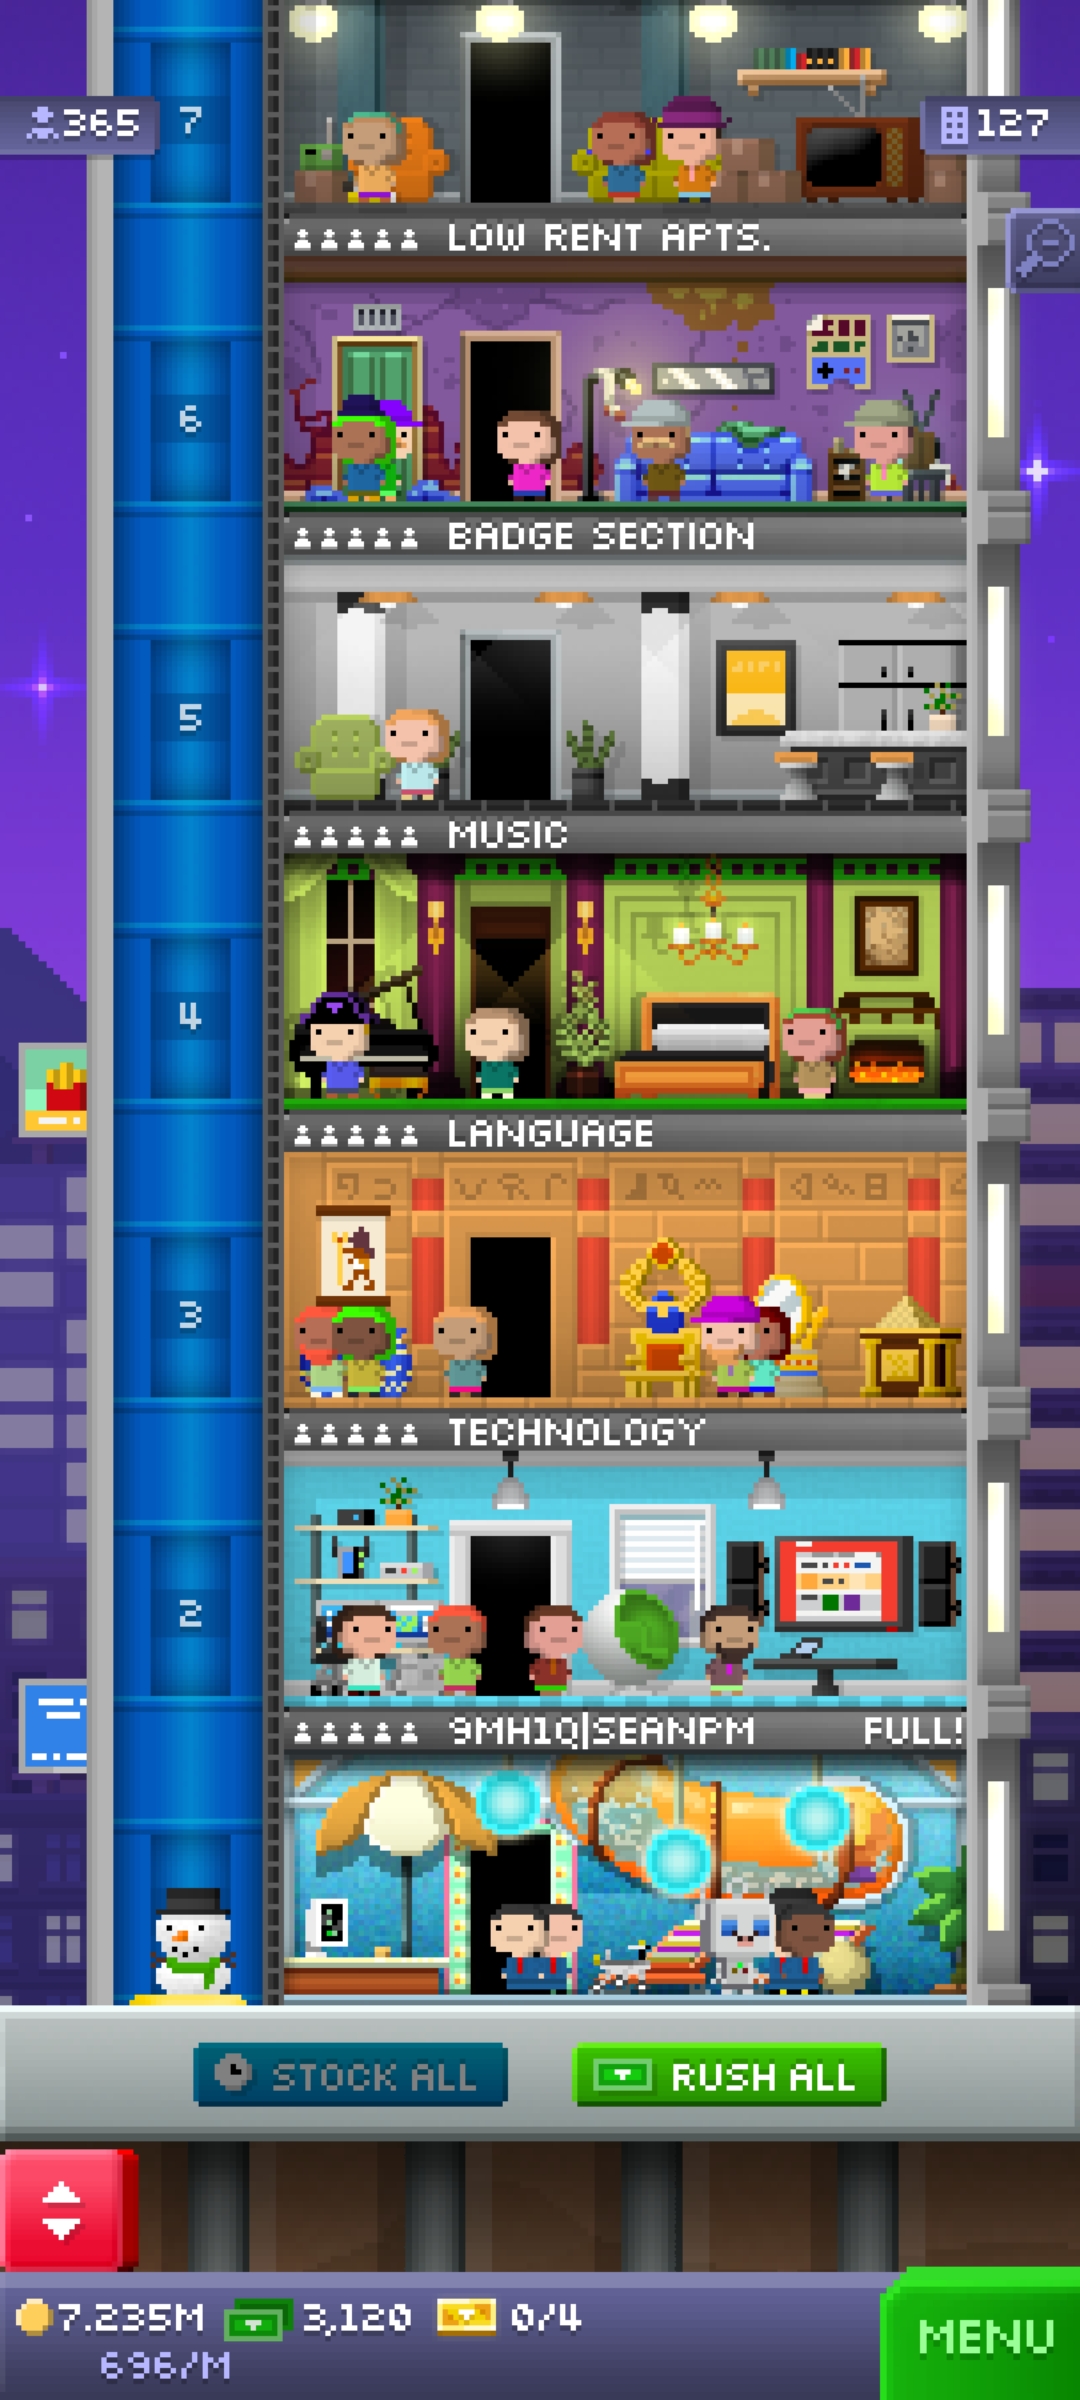 365
7
127
LOW RENT APTS.
6
BADGE SECTION
5
MUSIC
4
LANGUAGE
3
TECHNOLOGY
2
9MH1Q|SEANPM FULL!
STOCK ALL
RUSH ALL
7.235M
3,120
0/4
696/M
MENU